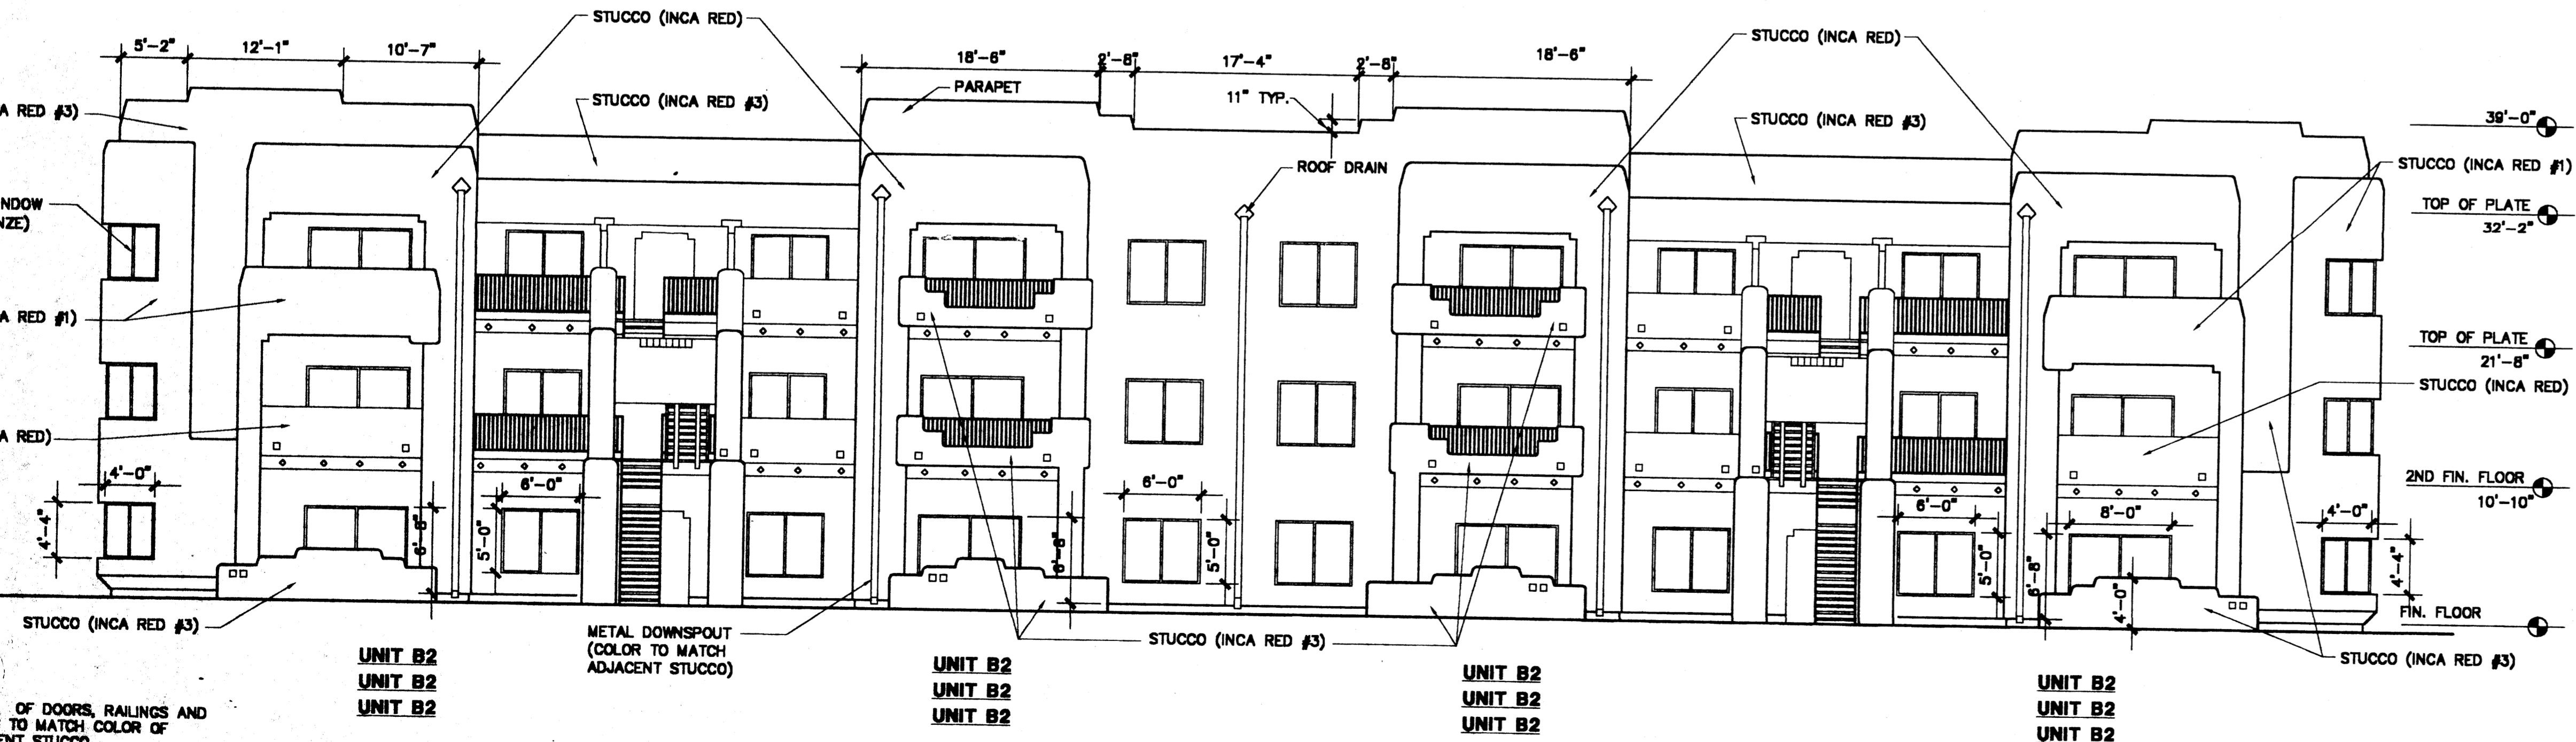 STUCCO (INCA RED)
5'-2"
12'-1"
10'-7"
18'-6"
2'-8"
17'-4"
2'-8"
18'-6"
STUCCO (INCA RED)
RED #3)
STUCCO (INCA RED #3)
PARAPET
11" TYP.
STUCCO (INCA RED #3)
39'-0"
ROOF DRAIN
STUCCO (INCA RED #1)
TOP OF PLATE
32'-2"
RED #1)
TOP OF PLATE
21'-8"
STUCCO (INCA RED)
RED)
4'-0"
4'-4"
6'-8"
6'-0"
5'-0"
6'-8"
6'-0"
5'-0"
6'-0"
5'-0"
6'-8"
8'-0"
4'-0"
4'-0"
4'-4"
2ND FIN. FLOOR
10'-10"
FIN. FLOOR
STUCCO (INCA RED #3)
METAL DOWNSPOUT
(COLOR TO MATCH
ADJACENT STUCCO)
STUCCO (INCA RED #3)
STUCCO (INCA RED #3)
UNIT B2
UNIT B2
UNIT B2
UNIT B2
UNIT B2
UNIT B2
UNIT B2
UNIT B2
UNIT B2
UNIT B2
UNIT B2
UNIT B2
OF DOORS, RAILINGS AND
TO MATCH COLOR OF
STUCCO